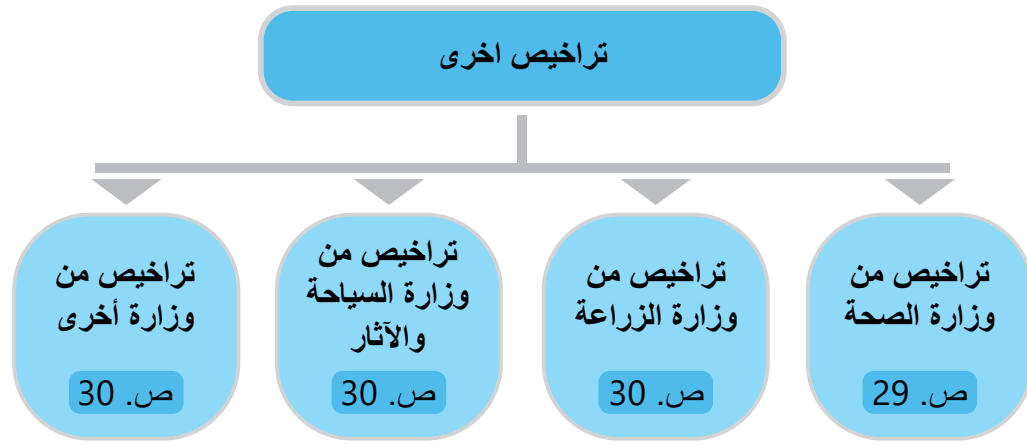 تراخيص اخرى
تراخيص من
وزارة الصحة
ص. 29
تراخيص من
وزارة الزراعة
ص. 30
تراخيص من
وزارة السياحة
والآثار
ص. 30
تراخيص من
وزارة أخرى
ص. 30